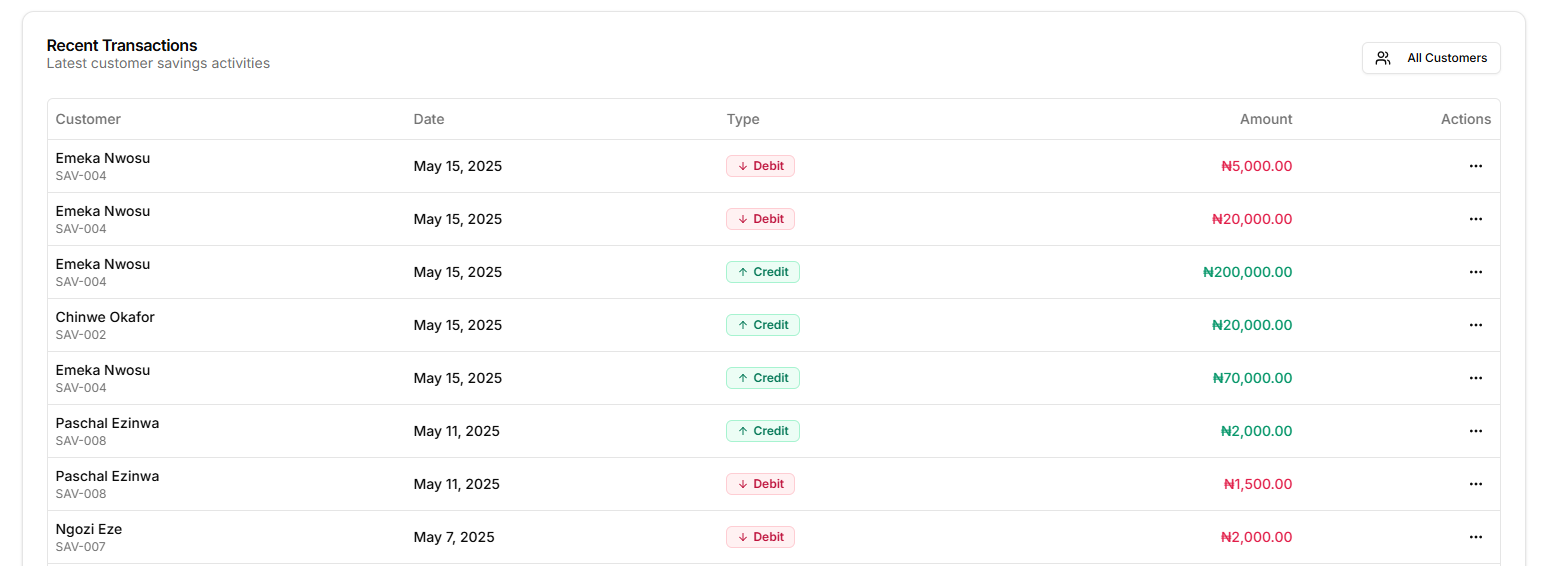 Recent Transactions
Latest customer savings activities
All Customers
Customer Date Type Amount Actions
Emeka Nwosu
SAV-004
May 15, 2025 Debit ₦5,000.00
Emeka Nwosu
SAV-004
May 15, 2025 Debit ₦20,000.00
Emeka Nwosu
SAV-004
May 15, 2025 Credit ₦200,000.00
Chinwe Okafor
SAV-002
May 15, 2025 Credit ₦20,000.00
Emeka Nwosu
SAV-004
May 15, 2025 Credit ₦70,000.00
Paschal Ezinwa
SAV-008
May 11, 2025 Credit ₦2,000.00
Paschal Ezinwa
SAV-008
May 11, 2025 Debit ₦1,500.00
Ngozi Eze
SAV-007
May 7, 2025 Debit ₦2,000.00